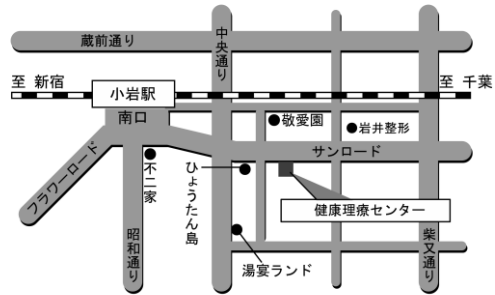 蔵前通り
中央通り
至 新宿
至 千葉
小岩駅
南口
敬愛園
岩井整形
サンロード
フラワーロード
不二家
ひょうたん島
健康理療センター
昭和通り
湯宴ランド
柴又通り